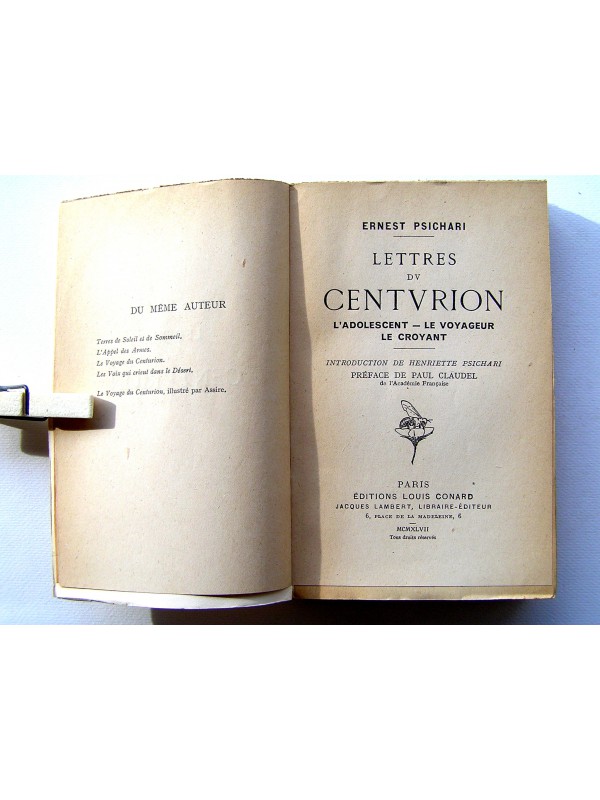 DU MÊME AUTEUR
Terres de Soleil et de Sommeil.
L'Appel des Armes.
Le Voyage du Centurion.
Les Voix qui crient dans le Désert.
Le Voyage du Centurion, illustré par Assire.
ERNEST PSICHARI
LETTRES
DV
CENTVRION
L'ADOLESCENT — LE VOYAGEUR
LE CROYANT
INTRODUCTION DE HENRIETTE PSICHARI
PRÉFACE DE PAUL CLAUDEL
de l'Académie Française
PARIS
ÉDITIONS LOUIS CONARD
JACQUES LAMBERT, LIBRAIRE-ÉDITEUR
6, PLACE DE LA MADELEINE, 6
MCMXLVII
Tous droits réservés